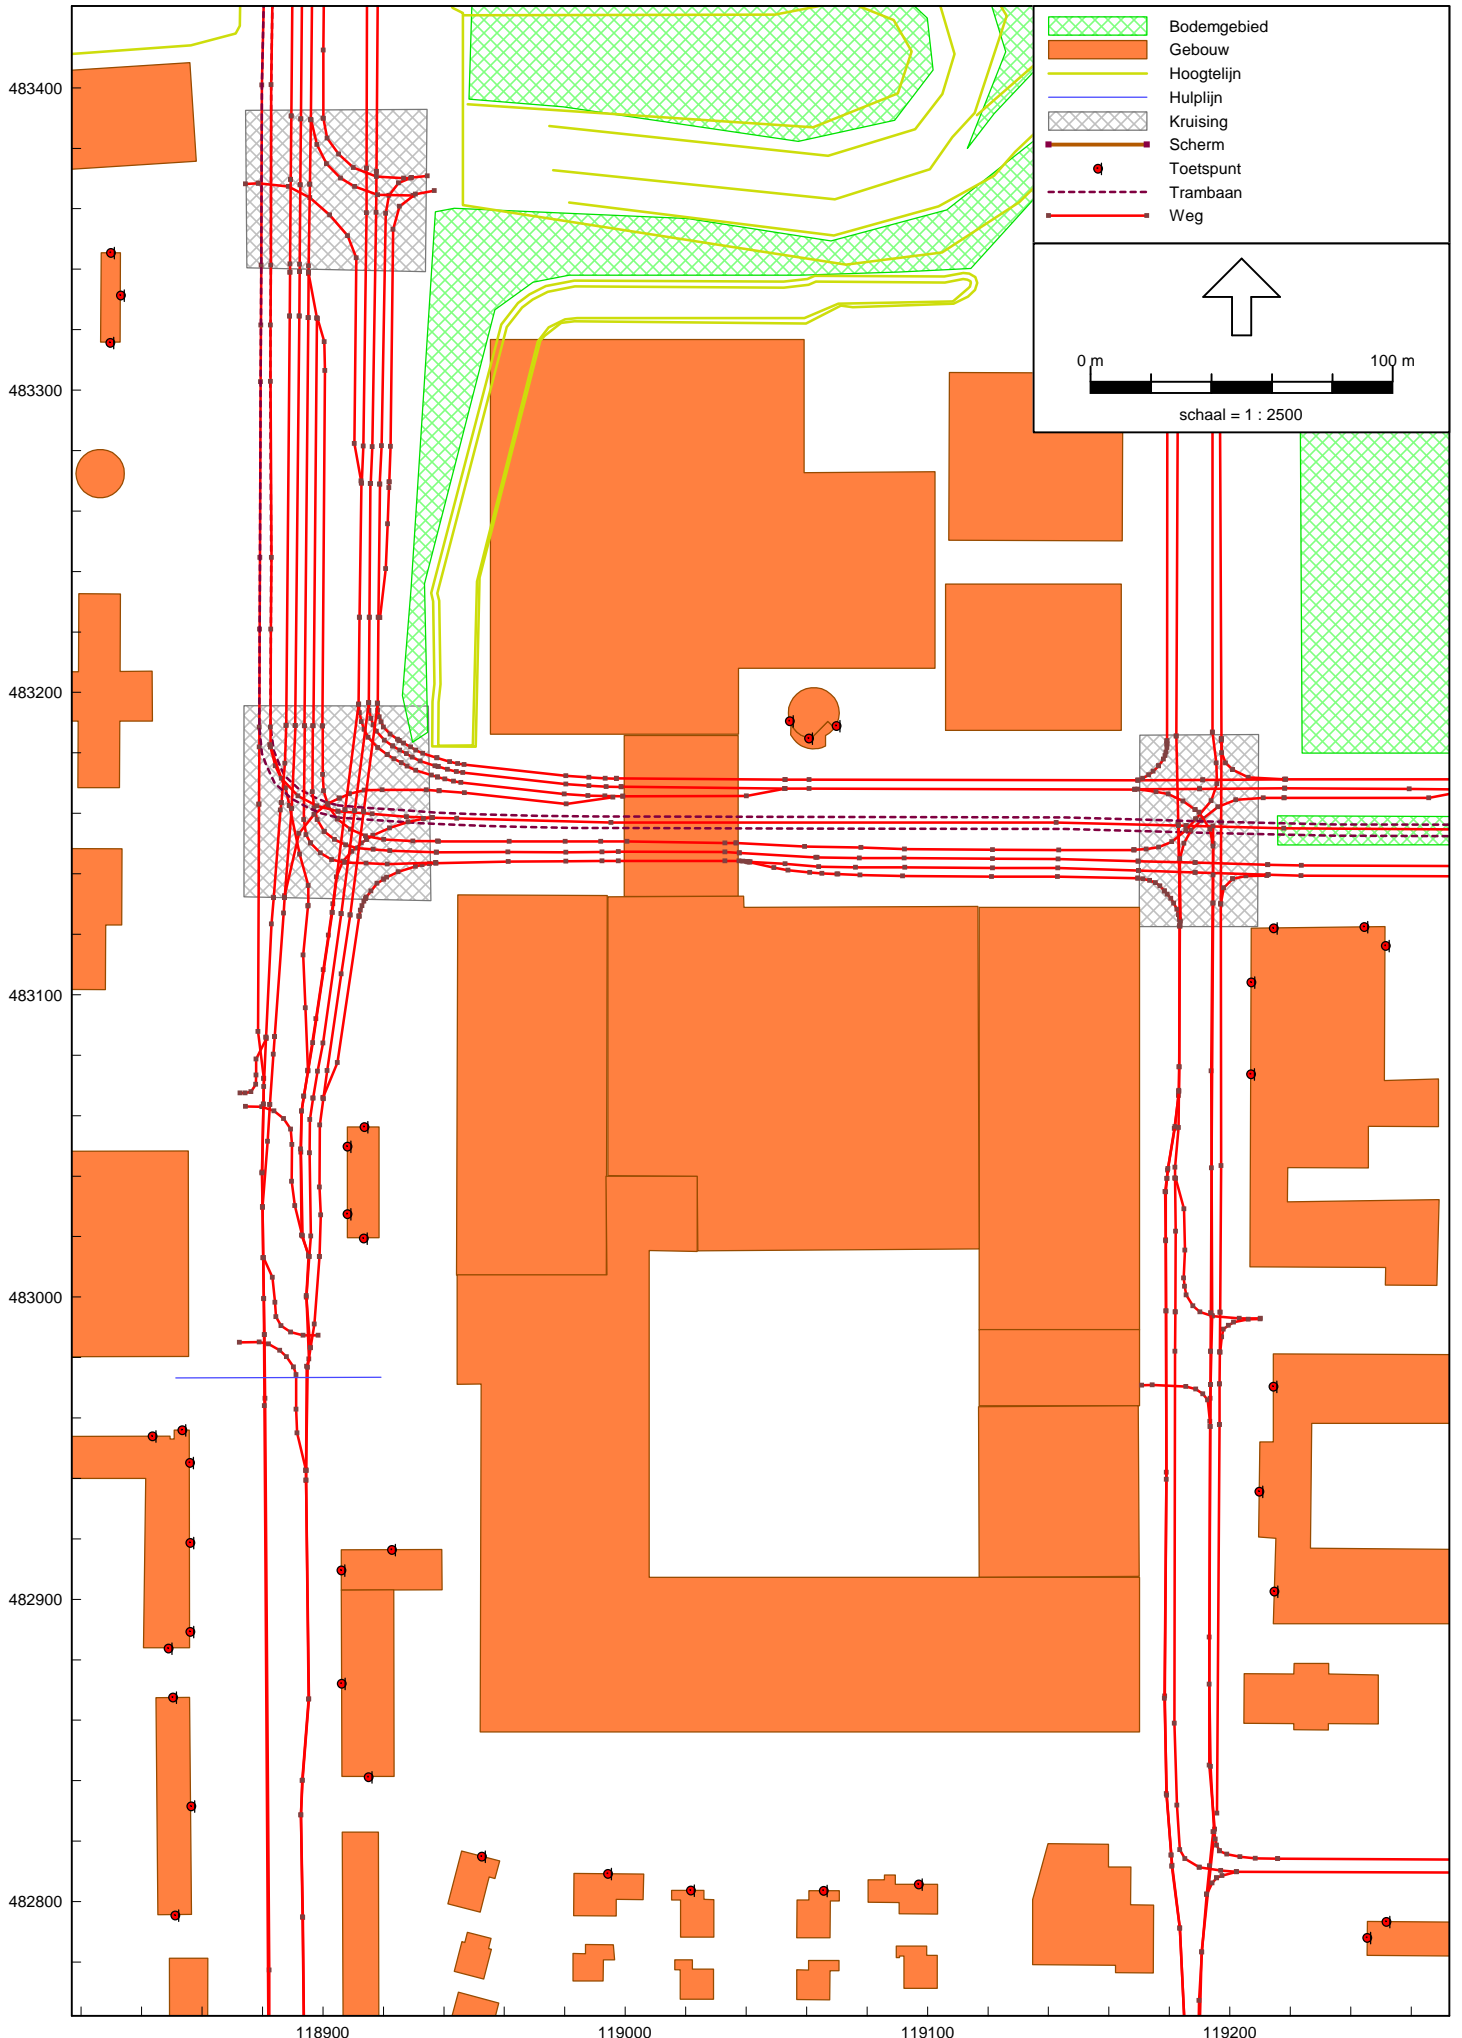 Bodemgebied
Gebouw
Hoogtelijn
Hulplijn
Kruising
Scherm
Toetspunt
Trambaan
Weg
0 m 100 m
schaal = 1 : 2500
483400
483300
483200
483100
483000
482900
482800
118900 119000 119100 119200